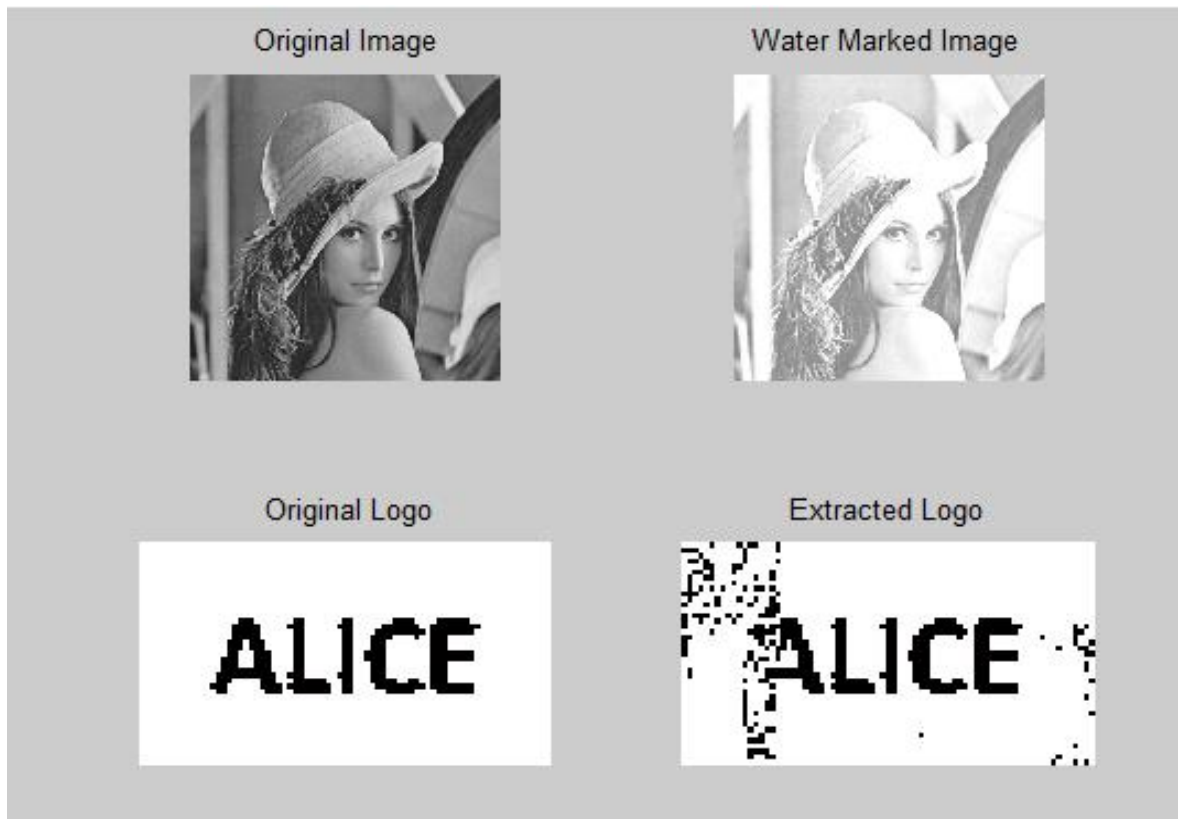 Original Image
Water Marked Image
Original Logo
Extracted Logo
ALICE
ALICE